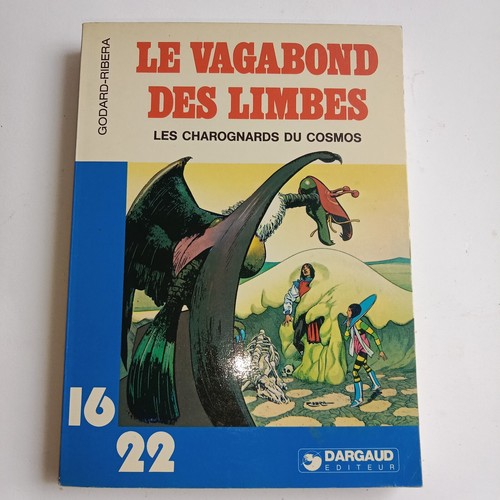 GODARD-RIBERA
LE VAGABOND
DES LIMBES
LES CHAROGNARDS DU COSMOS
16
22
DARGAUD
EDITEUR